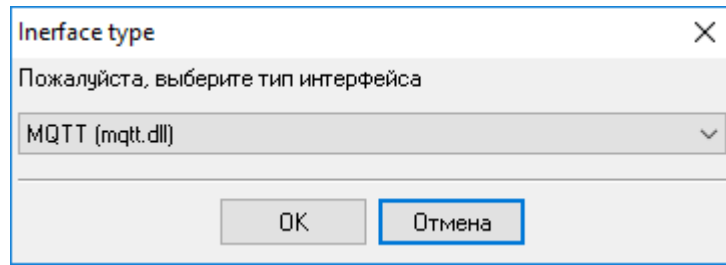 Inerface type
Пожалуйста, выберите тип интерфейса
MQTT (mqtt.dll)
OK
Отмена